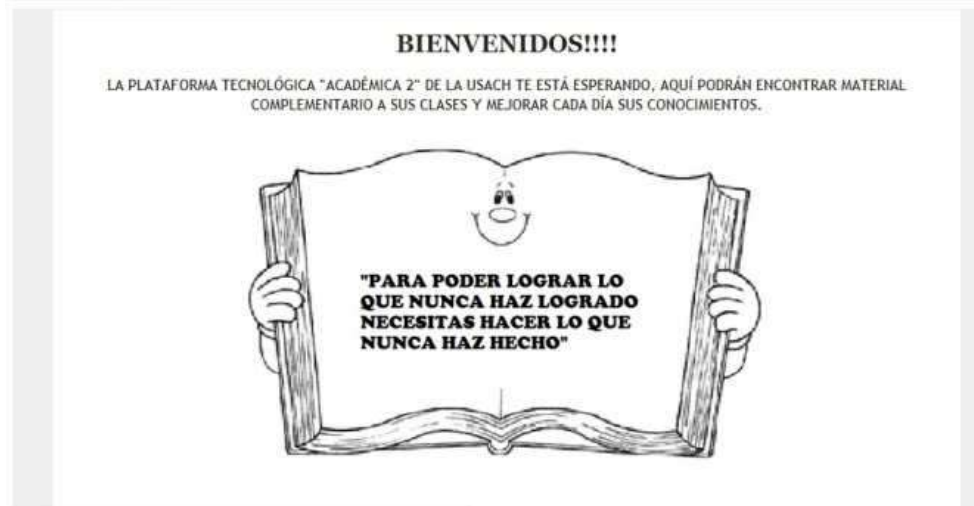 BIENVENIDOS!!!!
LA PLATAFORMA TECNOLÓGICA "ACADÉMICA 2" DE LA USACH TE ESTÁ ESPERANDO, AQUÍ PODRÁN ENCONTRAR MATERIAL
COMPLEMENTARIO A SUS CLASES Y MEJORAR CADA DÍA SUS CONOCIMIENTOS.
"PARA PODER LOGRAR LO
QUE NUNCA HAZ LOGRADO
NECESITAS HACER LO QUE
NUNCA HAZ HECHO"